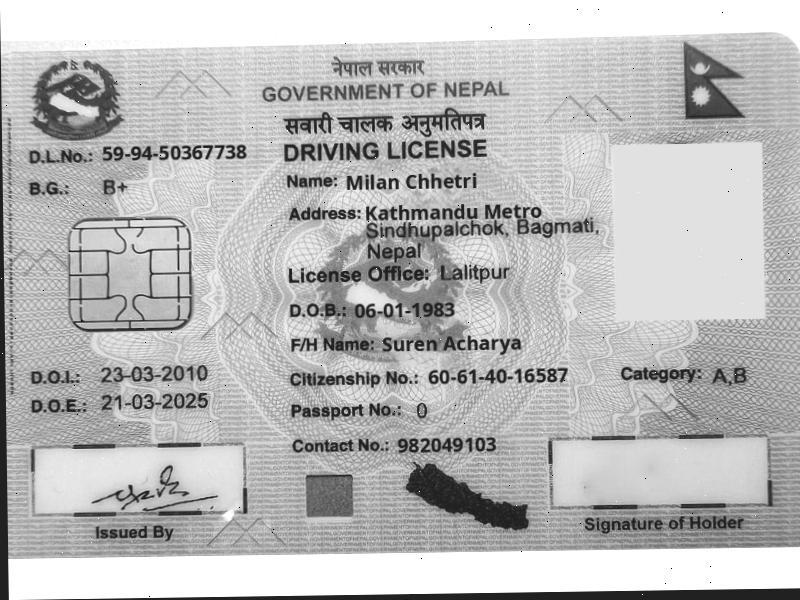 नेपाल सरकार
GOVERNMENT OF NEPAL
सवारी चालक अनुमतिपत्र
DRIVING LICENSE
D.L.No.: 59-94-50367738
B.G.: B+
Name: Milan Chhetri
Address: Kathmandu Metro
Sindhupalchok, Bagmati,
Nepal
License Office: Lalitpur
D.O.B.: 06-01-1983
F/H Name: Suren Acharya
D.O.I.: 23-03-2010
Citizenship No.: 60-61-40-16587
Category: A,B
D.O.E.: 21-03-2025
Passport No.: 0
Contact No.: 982049103
Issued By
Signature of Holder